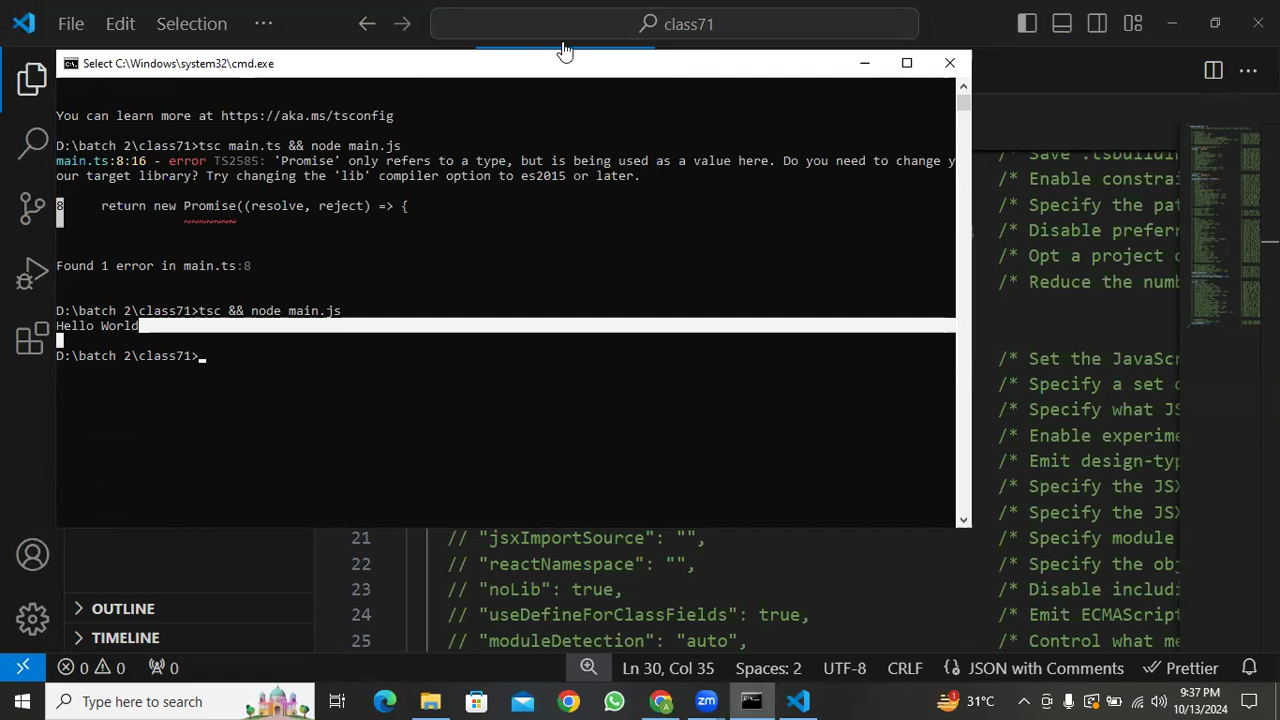 File Edit Selection ··· class71
Select C:\Windows\system32\cmd.exe
You can learn more at https://aka.ms/tsconfig
D:\batch 2\class71>tsc main.ts && node main.js
main.ts:8:16 - error TS2585: 'Promise' only refers to a type, but is being used as a value here. Do you need to change y
our target library? Try changing the 'lib' compiler option to es2015 or later.
8 return new Promise((resolve, reject) => {
~~~~~~~
Found 1 error in main.ts:8
D:\batch 2\class71>tsc && node main.js
Hello World
D:\batch 2\class71>_
/* Save .tsbuildin
/* Enable constrai
/* Specify the pat
/* Disable preferr
/* Opt a project o
/* Reduce the numb
/* Set the JavaScr
/* Specify a set o
/* Specify what JS
/* Enable experime
/* Emit design-typ
/* Specify the JSX
/* Specify the JSX
21 // "jsxImportSource": "", /* Specify module
22 // "reactNamespace": "", /* Specify the obj
23 // "noLib": true, /* Disable includi
24 // "useDefineForClassFields": true, /* Emit ECMAScript
25 // "moduleDetection": "auto", /* Control what me
OUTLINE
TIMELINE
0 0 0 Ln 30, Col 35 Spaces: 2 UTF-8 CRLF JSON with Comments Prettier
Type here to search 31°C 9:37 PM
10/13/2024